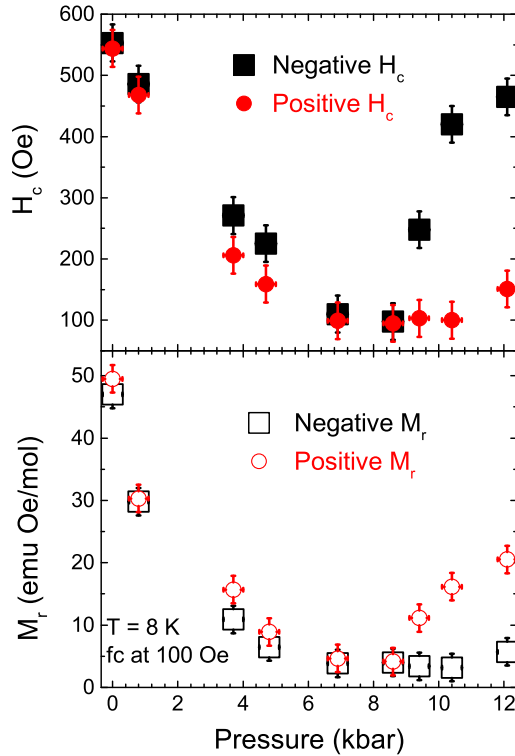 600
500
400
300
200
100
H_c (Oe)
Negative H_c
Positive H_c
50
40
30
20
10
0
M_r (emu Oe/mol)
Negative M_r
Positive M_r
T = 8 K
fc at 100 Oe
0 2 4 6 8 10 12
Pressure (kbar)